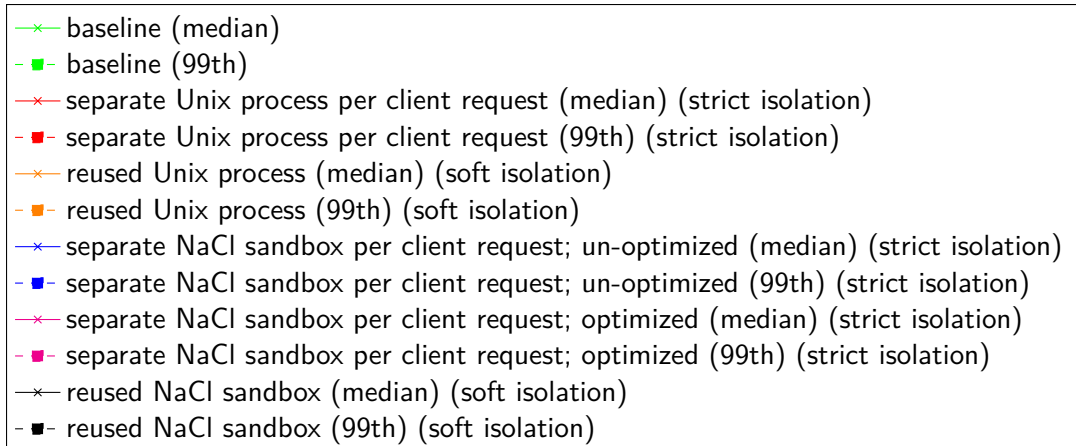 baseline (median)
baseline (99th)
separate Unix process per client request (median) (strict isolation)
separate Unix process per client request (99th) (strict isolation)
reused Unix process (median) (soft isolation)
reused Unix process (99th) (soft isolation)
separate NaCl sandbox per client request; un-optimized (median) (strict isolation)
separate NaCl sandbox per client request; un-optimized (99th) (strict isolation)
separate NaCl sandbox per client request; optimized (median) (strict isolation)
separate NaCl sandbox per client request; optimized (99th) (strict isolation)
reused NaCl sandbox (median) (soft isolation)
reused NaCl sandbox (99th) (soft isolation)